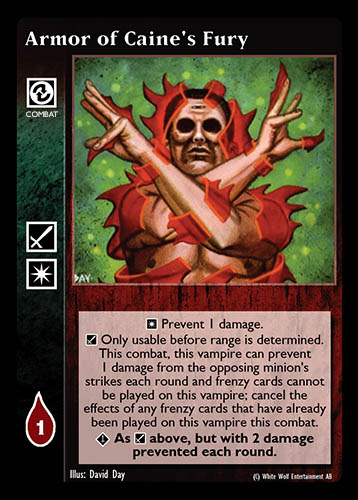 Armor of Caine's Fury
COMBAT
DAY
Prevent 1 damage.
Only usable before range is determined.
This combat, this vampire can prevent
1 damage from the opposing minion's
strikes each round and frenzy cards cannot
be played on this vampire; cancel the
effects of any frenzy cards that have already
been played on this vampire this combat.
As above, but with 2 damage
prevented each round.
1
Illus: David Day
(C) White Wolf Entertainment AB